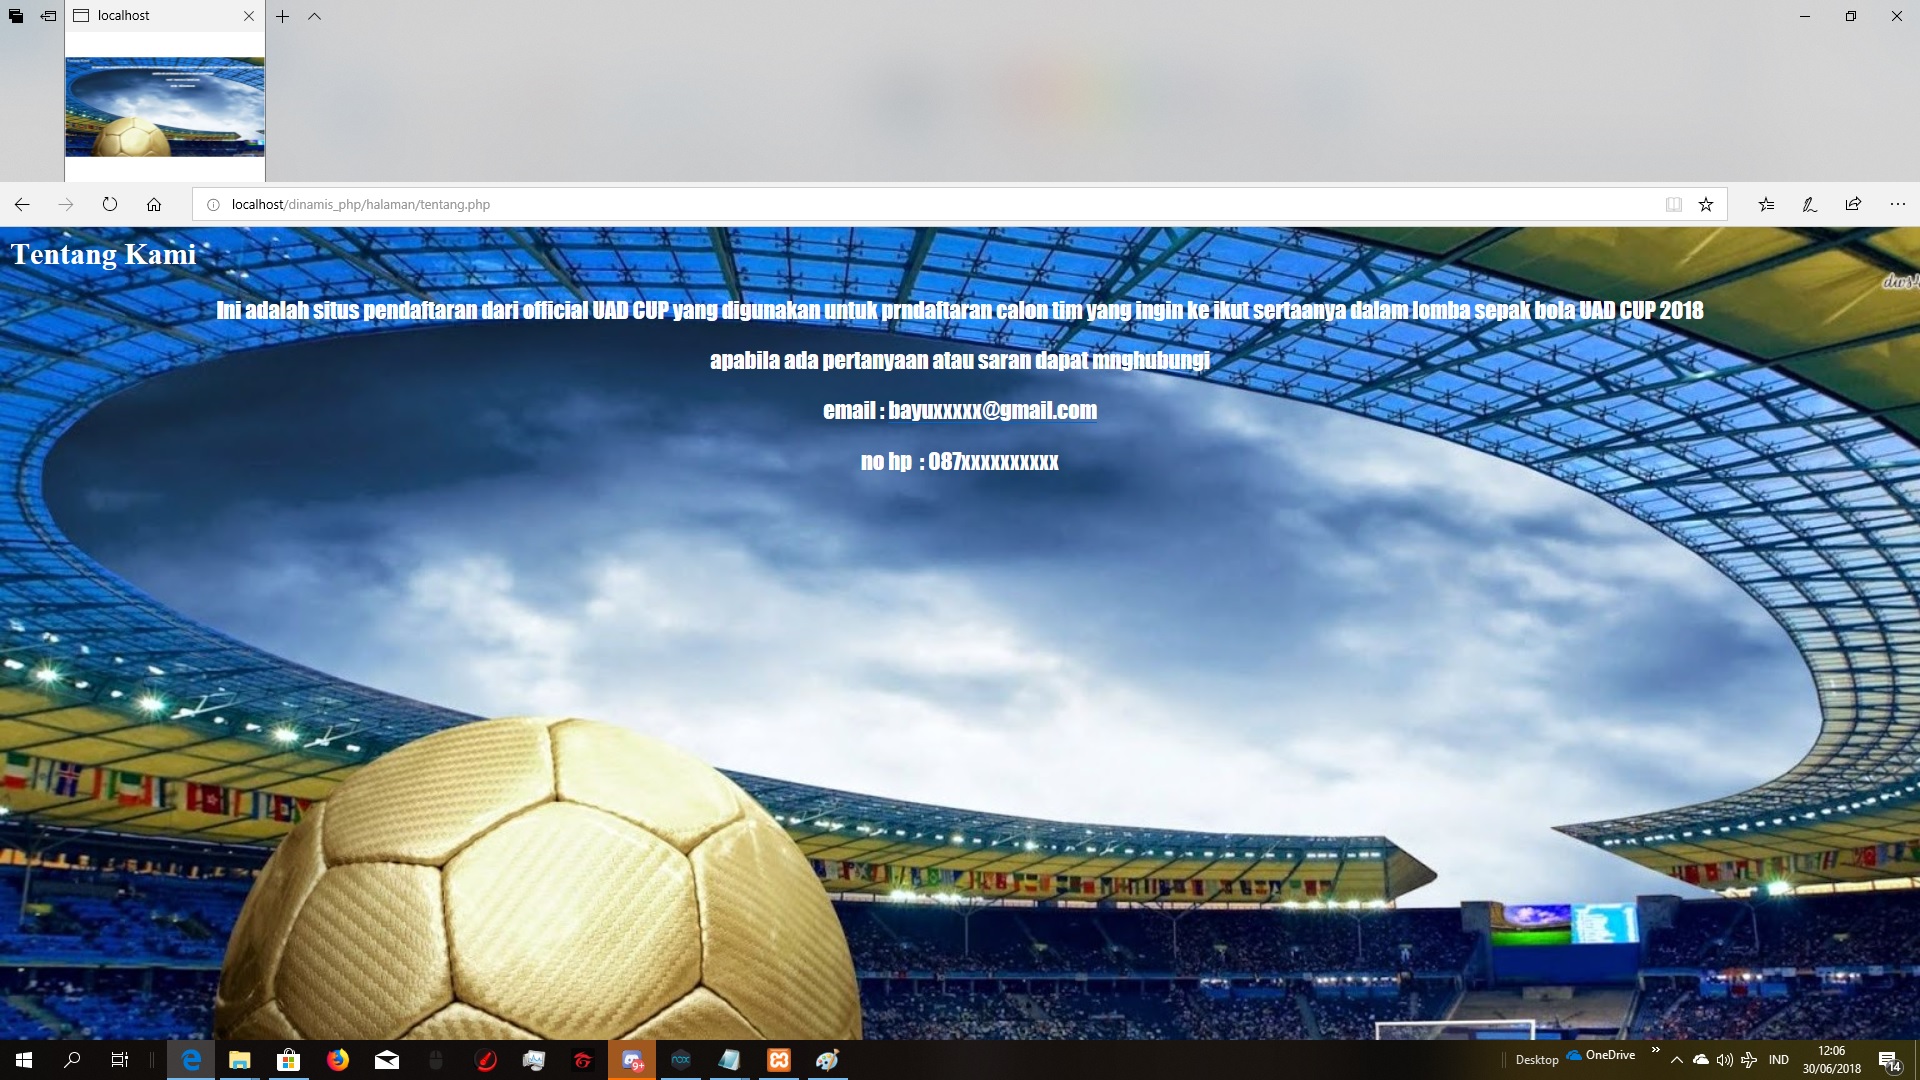 localhost
localhost/dinamis_php/halaman/tentang.php
Tentang Kami
Ini adalah situs pendaftaran dari official UAD CUP yang digunakan untuk prndaftaran calon tim yang ingin ke ikut sertaanya dalam lomba sepak bola UAD CUP 2018
apabila ada pertanyaan atau saran dapat mnghubungi
email : bayuxxxxx@gmail.com
no hp : 087xxxxxxxxxx
9+
nox
Desktop
OneDrive
IND
12:06
30/06/2018
14